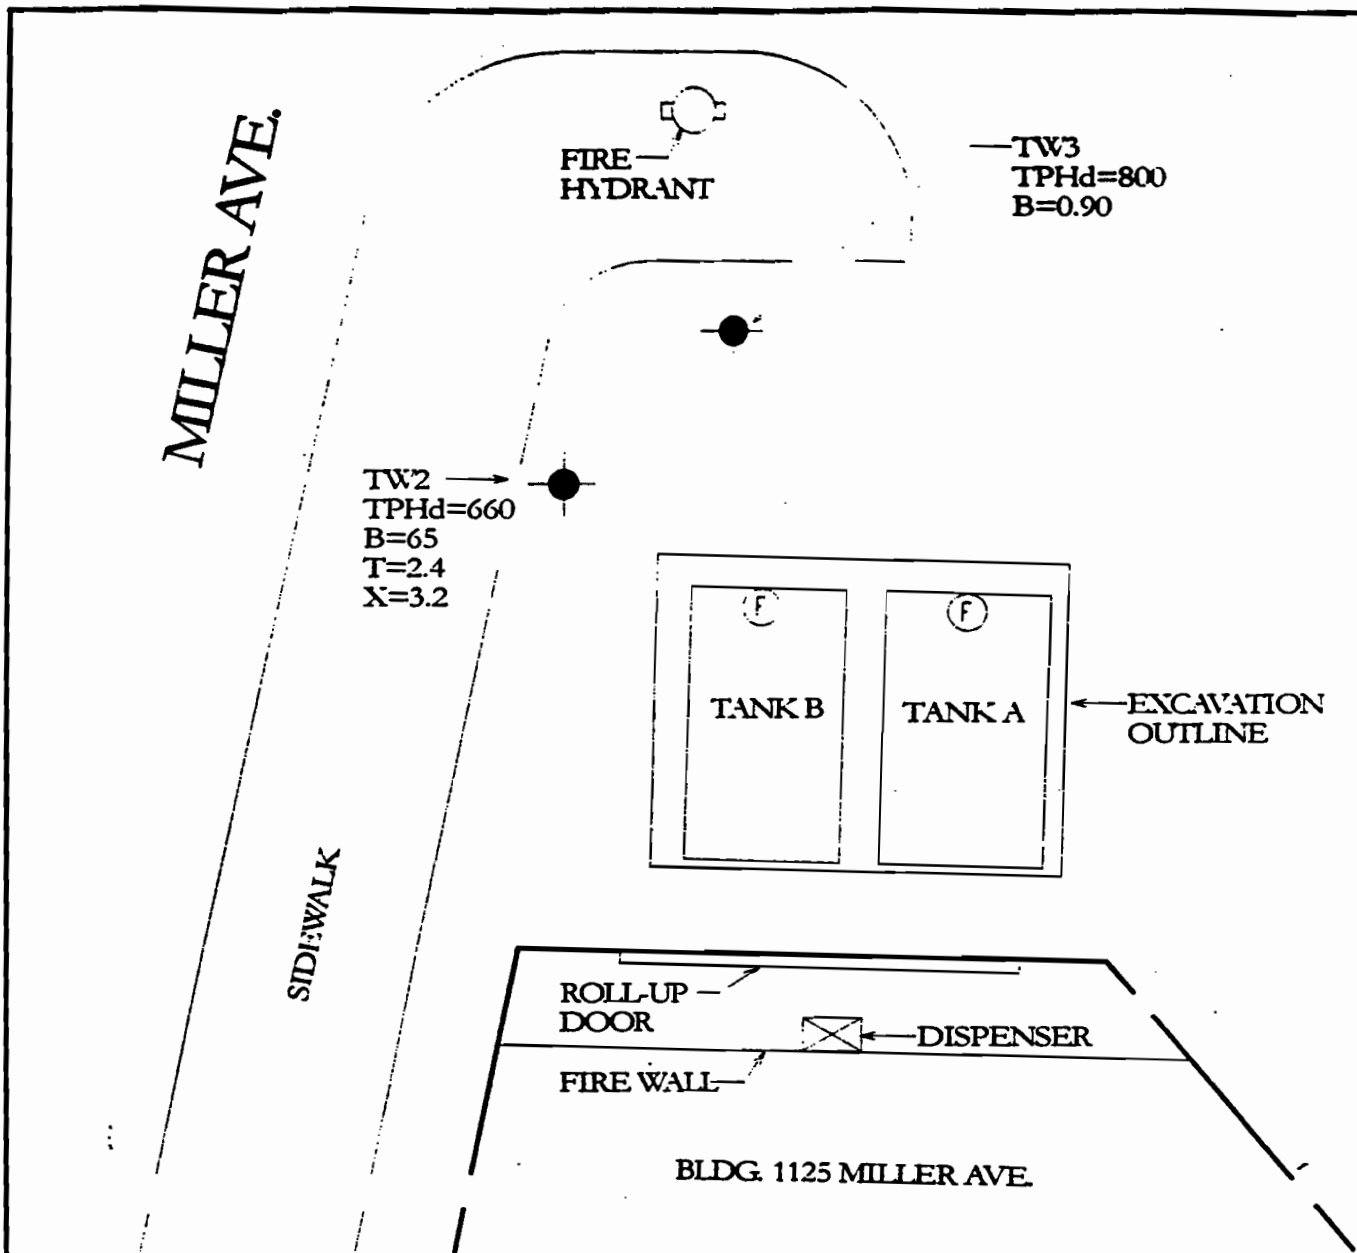 MILLER AVE.
FIRE
HYDRANT
TW3
TPHd=800
B=0.90
TW2
TPHd=660
B=65
T=2.4
X=3.2
F
F
TANK B
TANK A
EXCAVATION
OUTLINE
SIDEWALK
ROLL-UP
DOOR
DISPENSER
FIRE WALL
BLDG. 1125 MILLER AVE.